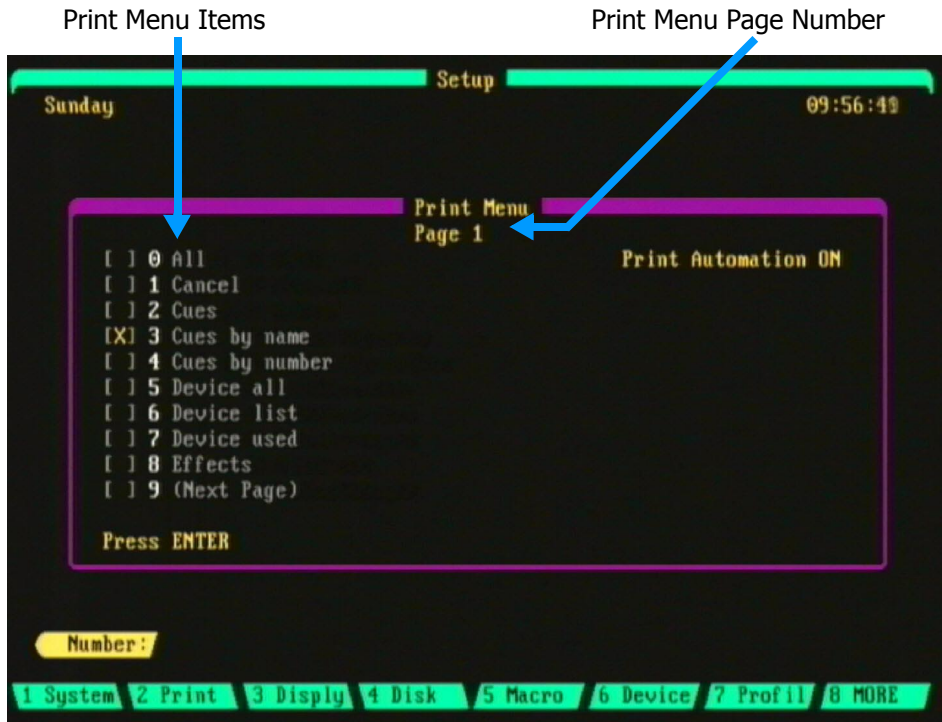 Print Menu Items
Print Menu Page Number
Setup
Sunday
Print Menu
Page 1
[ ] 0 All
Print Automation ON
[ ] 1 Cancel
[ ] 2 Cues
[X] 3 Cues by name
[ ] 4 Cues by number
[ ] 5 Device all
[ ] 6 Device list
[ ] 7 Device used
[ ] 8 Effects
[ ] 9 (Next Page)
Press ENTER
Number:
1 System 2 Print 3 Disply 4 Disk 5 Macro 6 Device 7 Profil 8 MORE